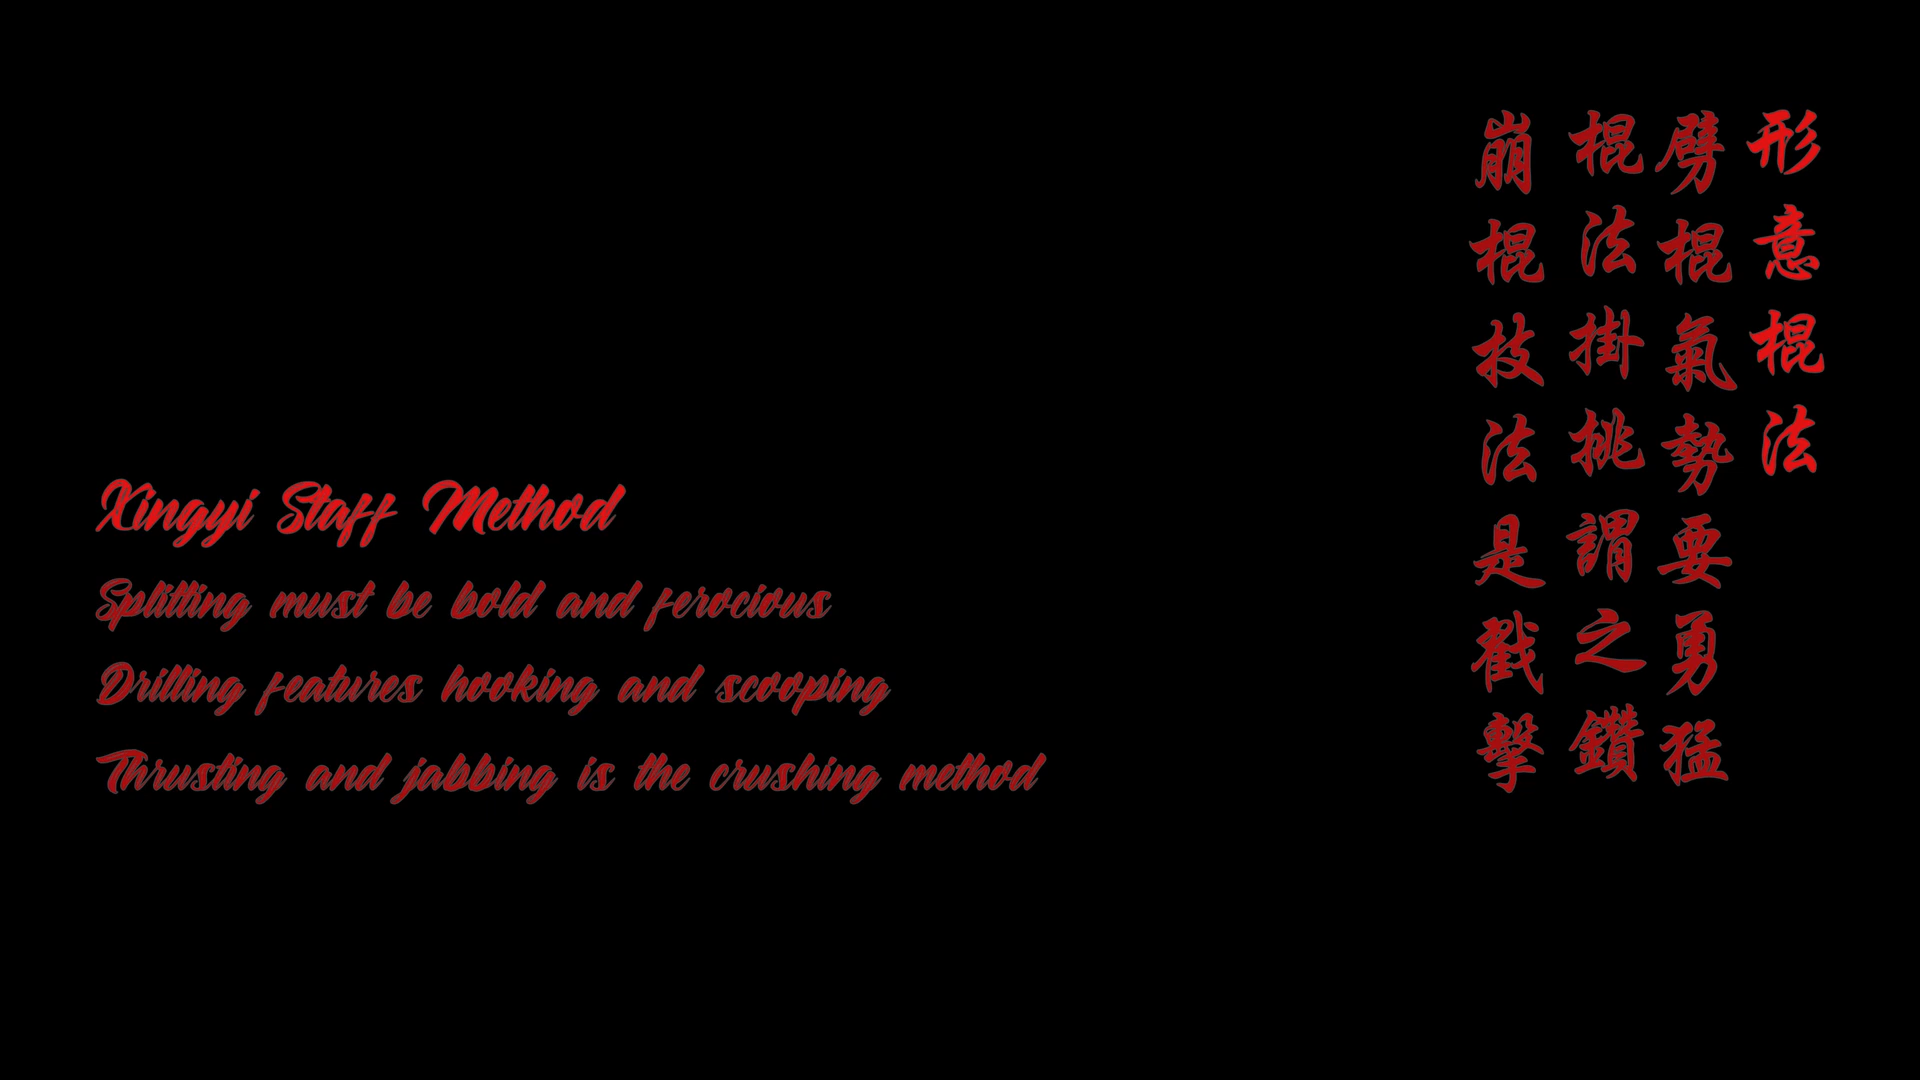 Xingyi Staff Method
Splitting must be bold and ferocious
Drilling features hooking and scooping
Thrusting and jabbing is the crushing method
形意棍法
劈棍氣勢要勇猛
棍法掛挑謂之鑽
崩棍技法是戳擊